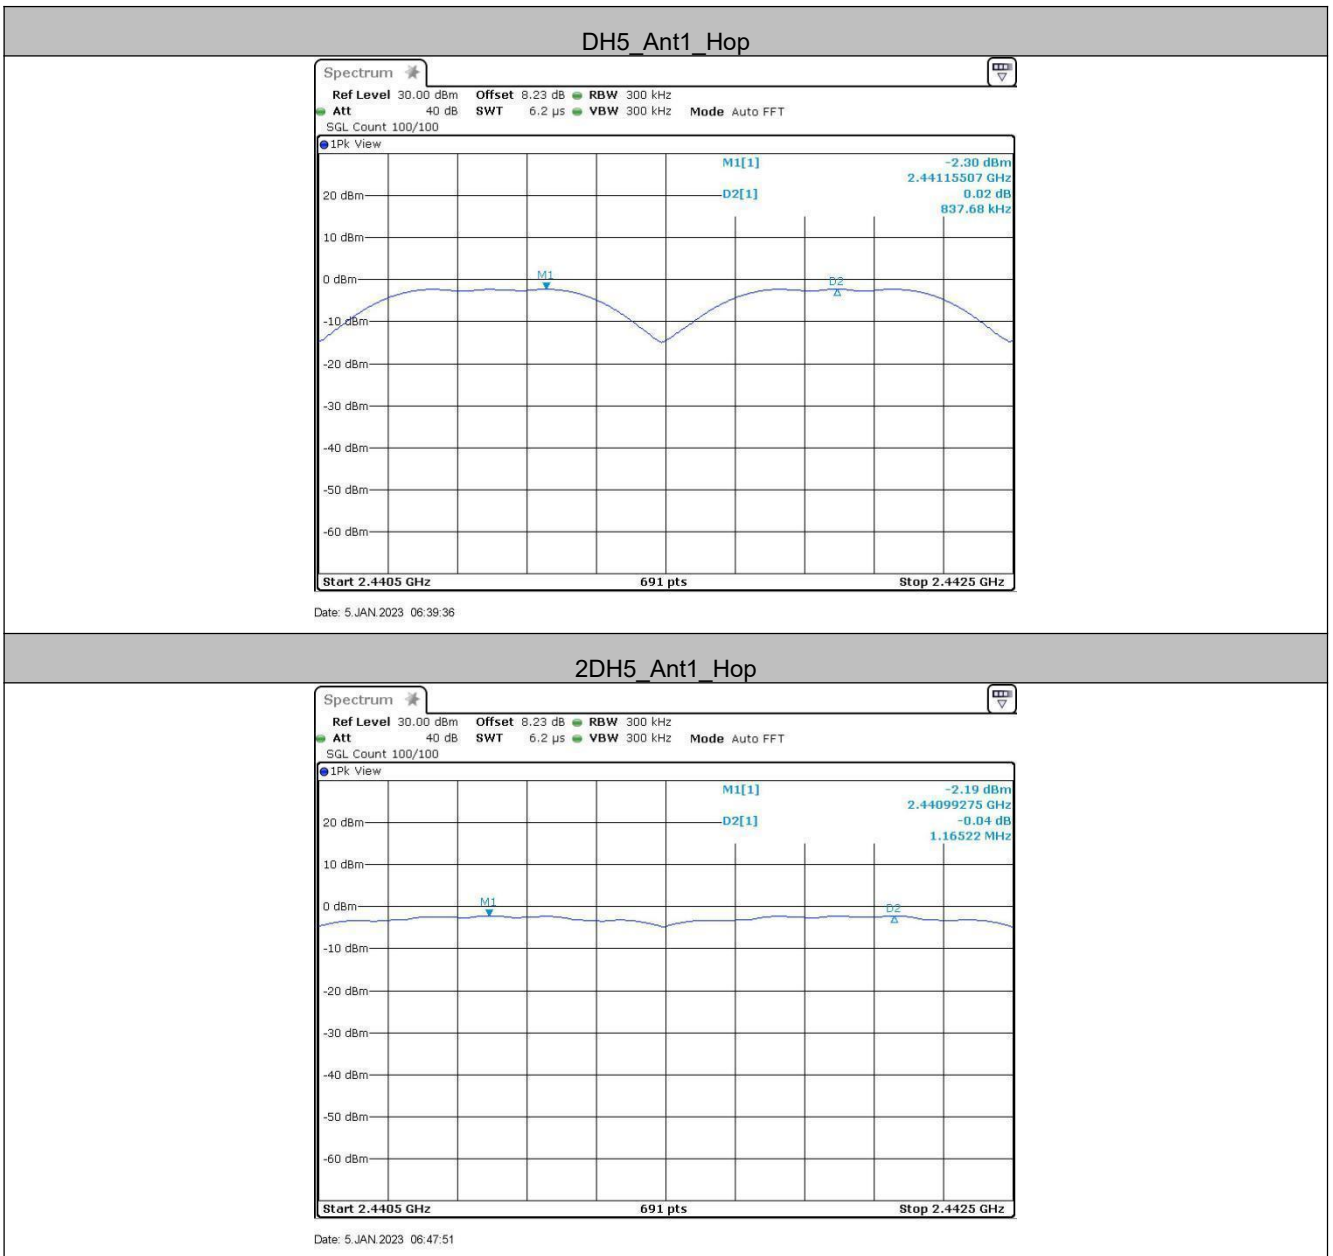 DH5_Ant1_Hop
Spectrum
Ref Level 30.00 dBm Offset 8.23 dB RBW 300 kHz
Att 40 dB SWT 6.2 µs VBW 300 kHz Mode Auto FFT
SGL Count 100/100
1Pk View
M1[1] -2.30 dBm
2.44115507 GHz
20 dBm D2[1] 0.02 dB
837.68 kHz
10 dBm
0 dBm M1 D2
-10 dBm
-20 dBm
-30 dBm
-40 dBm
-50 dBm
-60 dBm
Start 2.4405 GHz 691 pts Stop 2.4425 GHz
Date: 5.JAN.2023 06:39:36
2DH5_Ant1_Hop
Spectrum
Ref Level 30.00 dBm Offset 8.23 dB RBW 300 kHz
Att 40 dB SWT 6.2 µs VBW 300 kHz Mode Auto FFT
SGL Count 100/100
1Pk View
M1[1] -2.19 dBm
2.44099275 GHz
20 dBm D2[1] -0.04 dB
1.16522 MHz
10 dBm
0 dBm M1 D2
-10 dBm
-20 dBm
-30 dBm
-40 dBm
-50 dBm
-60 dBm
Start 2.4405 GHz 691 pts Stop 2.4425 GHz
Date: 5.JAN.2023 06:47:51